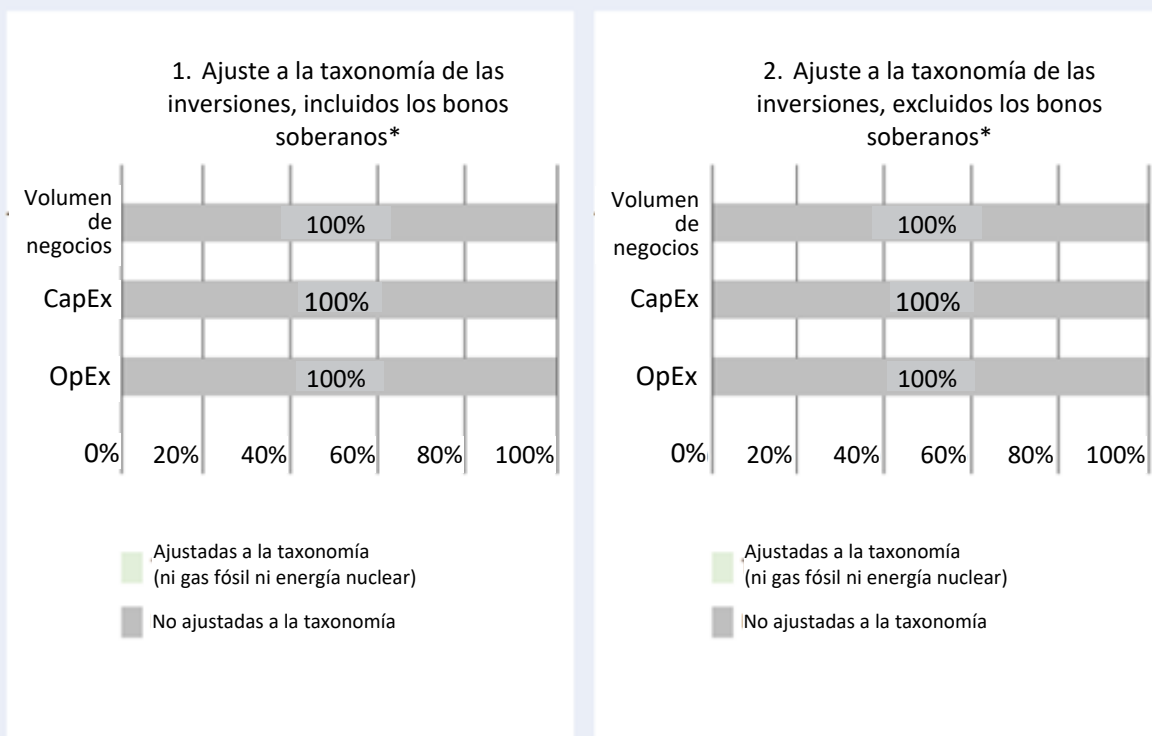 1. Ajuste a la taxonomía de las
inversiones, incluidos los bonos
soberanos*
Volumen
de
negocios
100%
CapEx
100%
OpEx
100%
0% 20% 40% 60% 80% 100%
Ajustadas a la taxonomía
(ni gas fósil ni energía nuclear)
No ajustadas a la taxonomía
2. Ajuste a la taxonomía de las
inversiones, excluidos los bonos
soberanos*
Volumen
de
negocios
100%
CapEx
100%
OpEx
100%
0% 20% 40% 60% 80% 100%
Ajustadas a la taxonomía
(ni gas fósil ni energía nuclear)
No ajustadas a la taxonomía